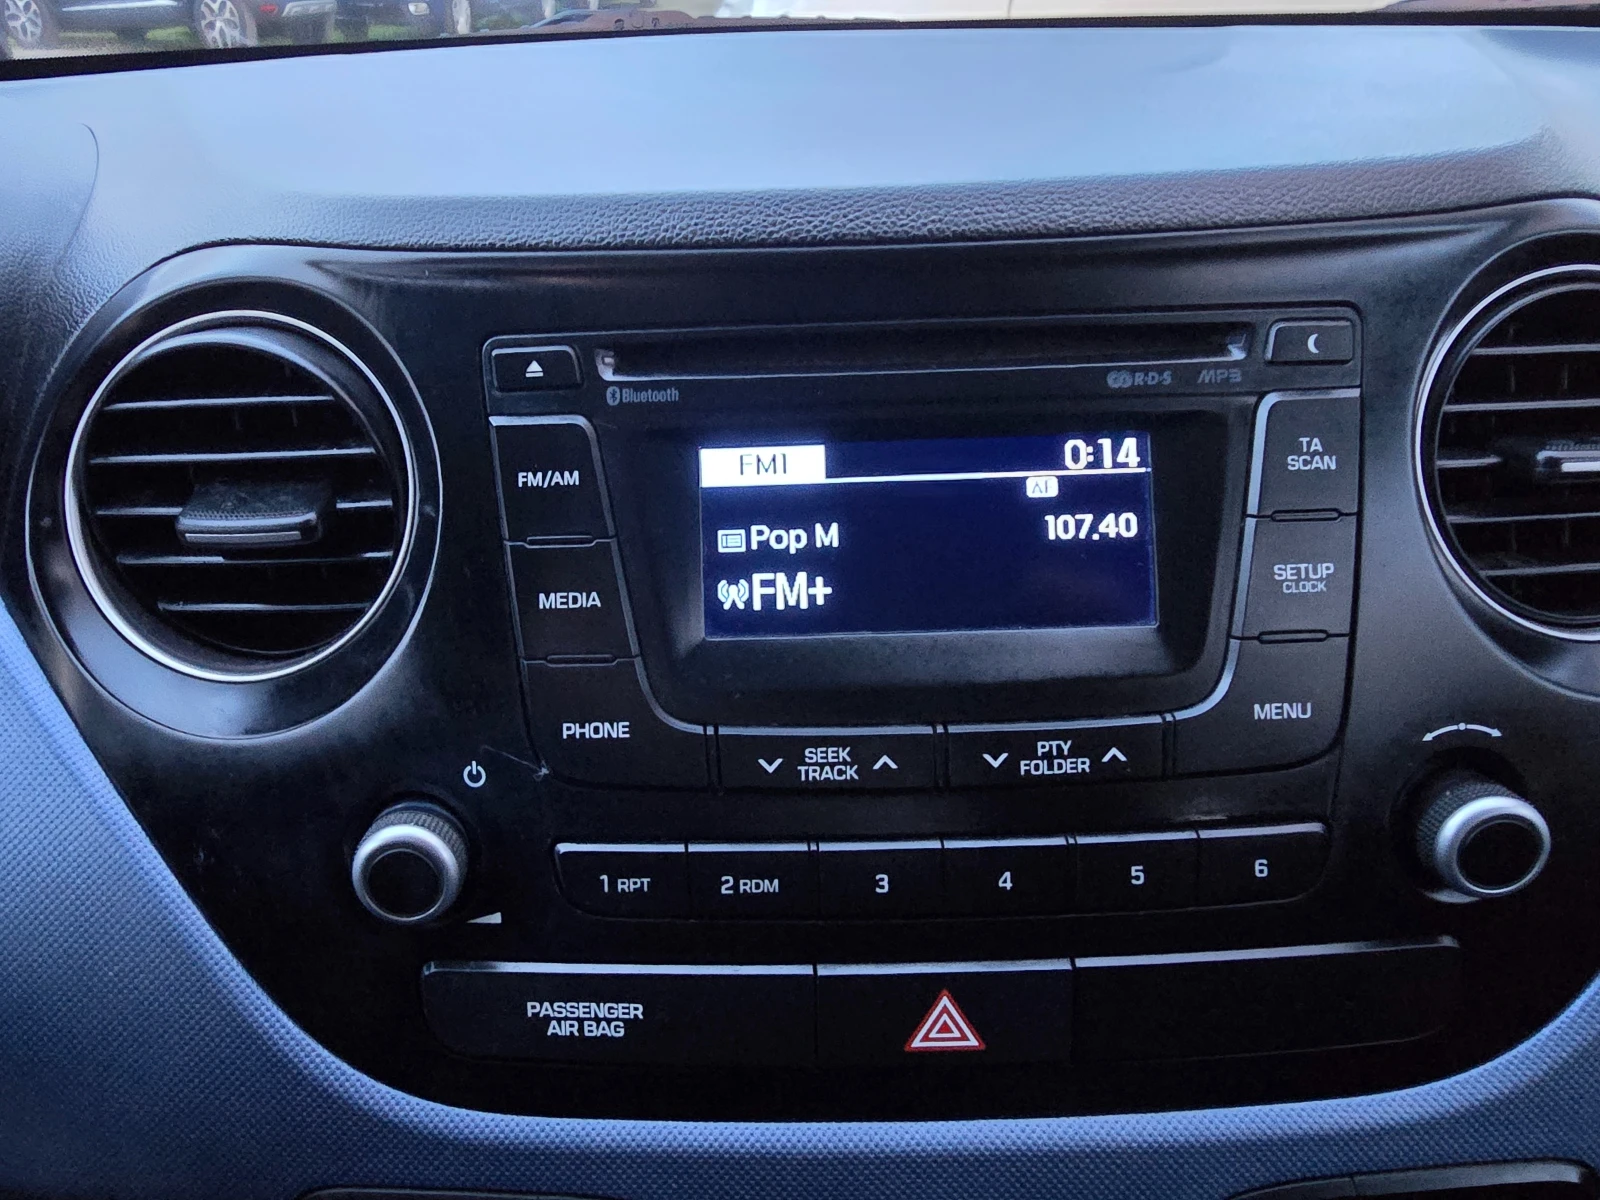 Bluetooth
R·D·S
MP3
FM/AM
MEDIA
PHONE
FM1
0:14
AF
Pop M
107.40
FM+
TA
SCAN
SETUP
CLOCK
MENU
SEEK
TRACK
PTY
FOLDER
1 RPT
2 RDM
3
4
5
6
PASSENGER
AIR BAG